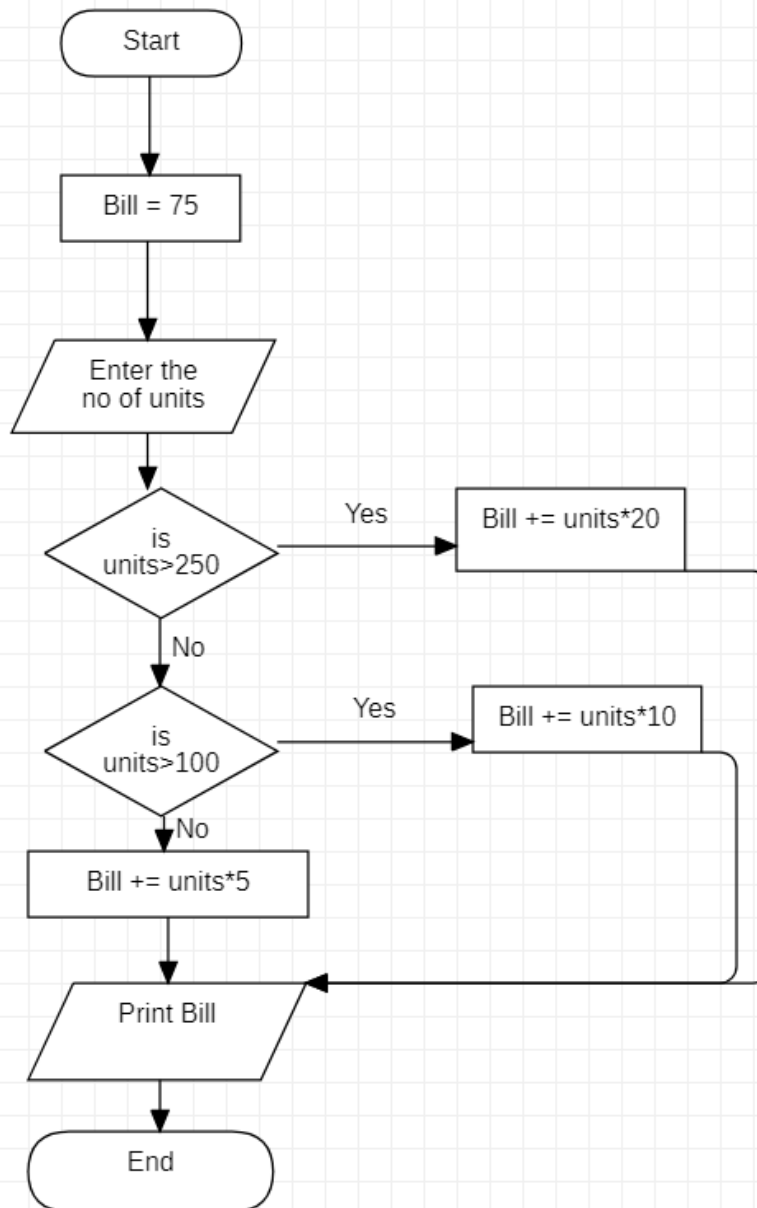 Start
Bill = 75
Enter the
no of units
is
units>250
Yes
Bill += units*20
No
is
units>100
Yes
Bill += units*10
No
Bill += units*5
Print Bill
End